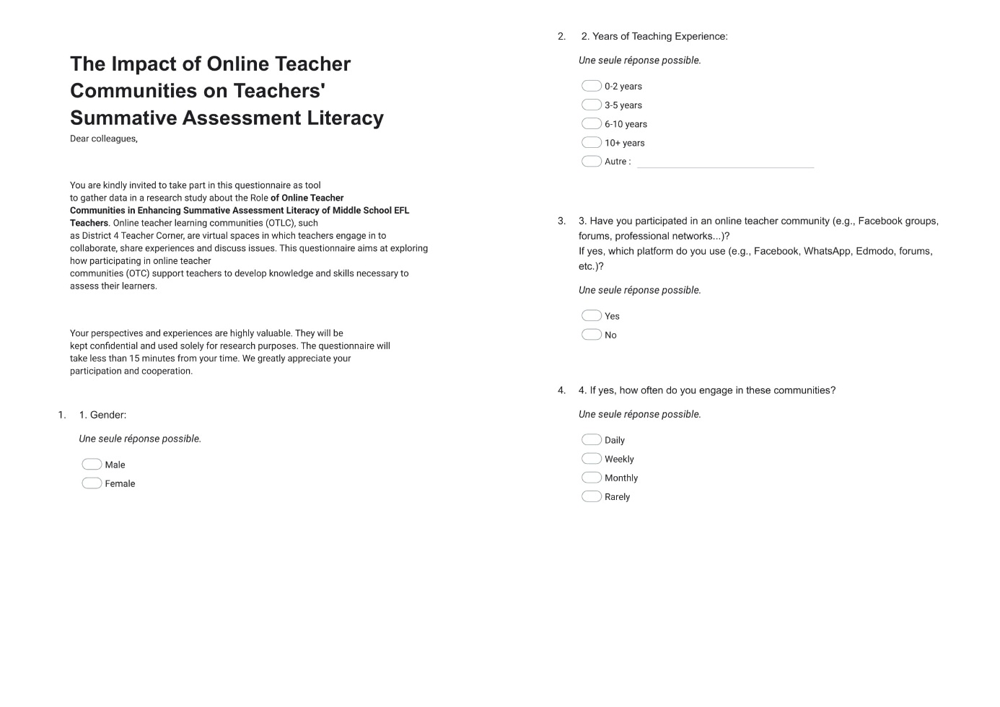 The Impact of Online Teacher
Communities on Teachers'
Summative Assessment Literacy
Dear colleagues,
You are kindly invited to take part in this questionnaire as tool
to gather data in a research study about the Role of Online Teacher
Communities in Enhancing Summative Assessment Literacy of Middle School EFL
Teachers. Online teacher learning communities (OTLC), such
as District 4 Teacher Corner, are virtual spaces in which teachers engage in to
collaborate, share experiences and discuss issues. This questionnaire aims at exploring
how participating in online teacher
communities (OTC) support teachers to develop knowledge and skills necessary to
assess their learners.
Your perspectives and experiences are highly valuable. They will be
kept confidential and used solely for research purposes. The questionnaire will
take less than 15 minutes from your time. We greatly appreciate your
participation and cooperation.
1. 1. Gender:
Une seule réponse possible.
Male
Female
2. 2. Years of Teaching Experience:
Une seule réponse possible.
0-2 years
3-5 years
6-10 years
10+ years
Autre :
3. 3. Have you participated in an online teacher community (e.g., Facebook groups,
forums, professional networks...)?
If yes, which platform do you use (e.g., Facebook, WhatsApp, Edmodo, forums,
etc.)?
Une seule réponse possible.
Yes
No
4. 4. If yes, how often do you engage in these communities?
Une seule réponse possible.
Daily
Weekly
Monthly
Rarely